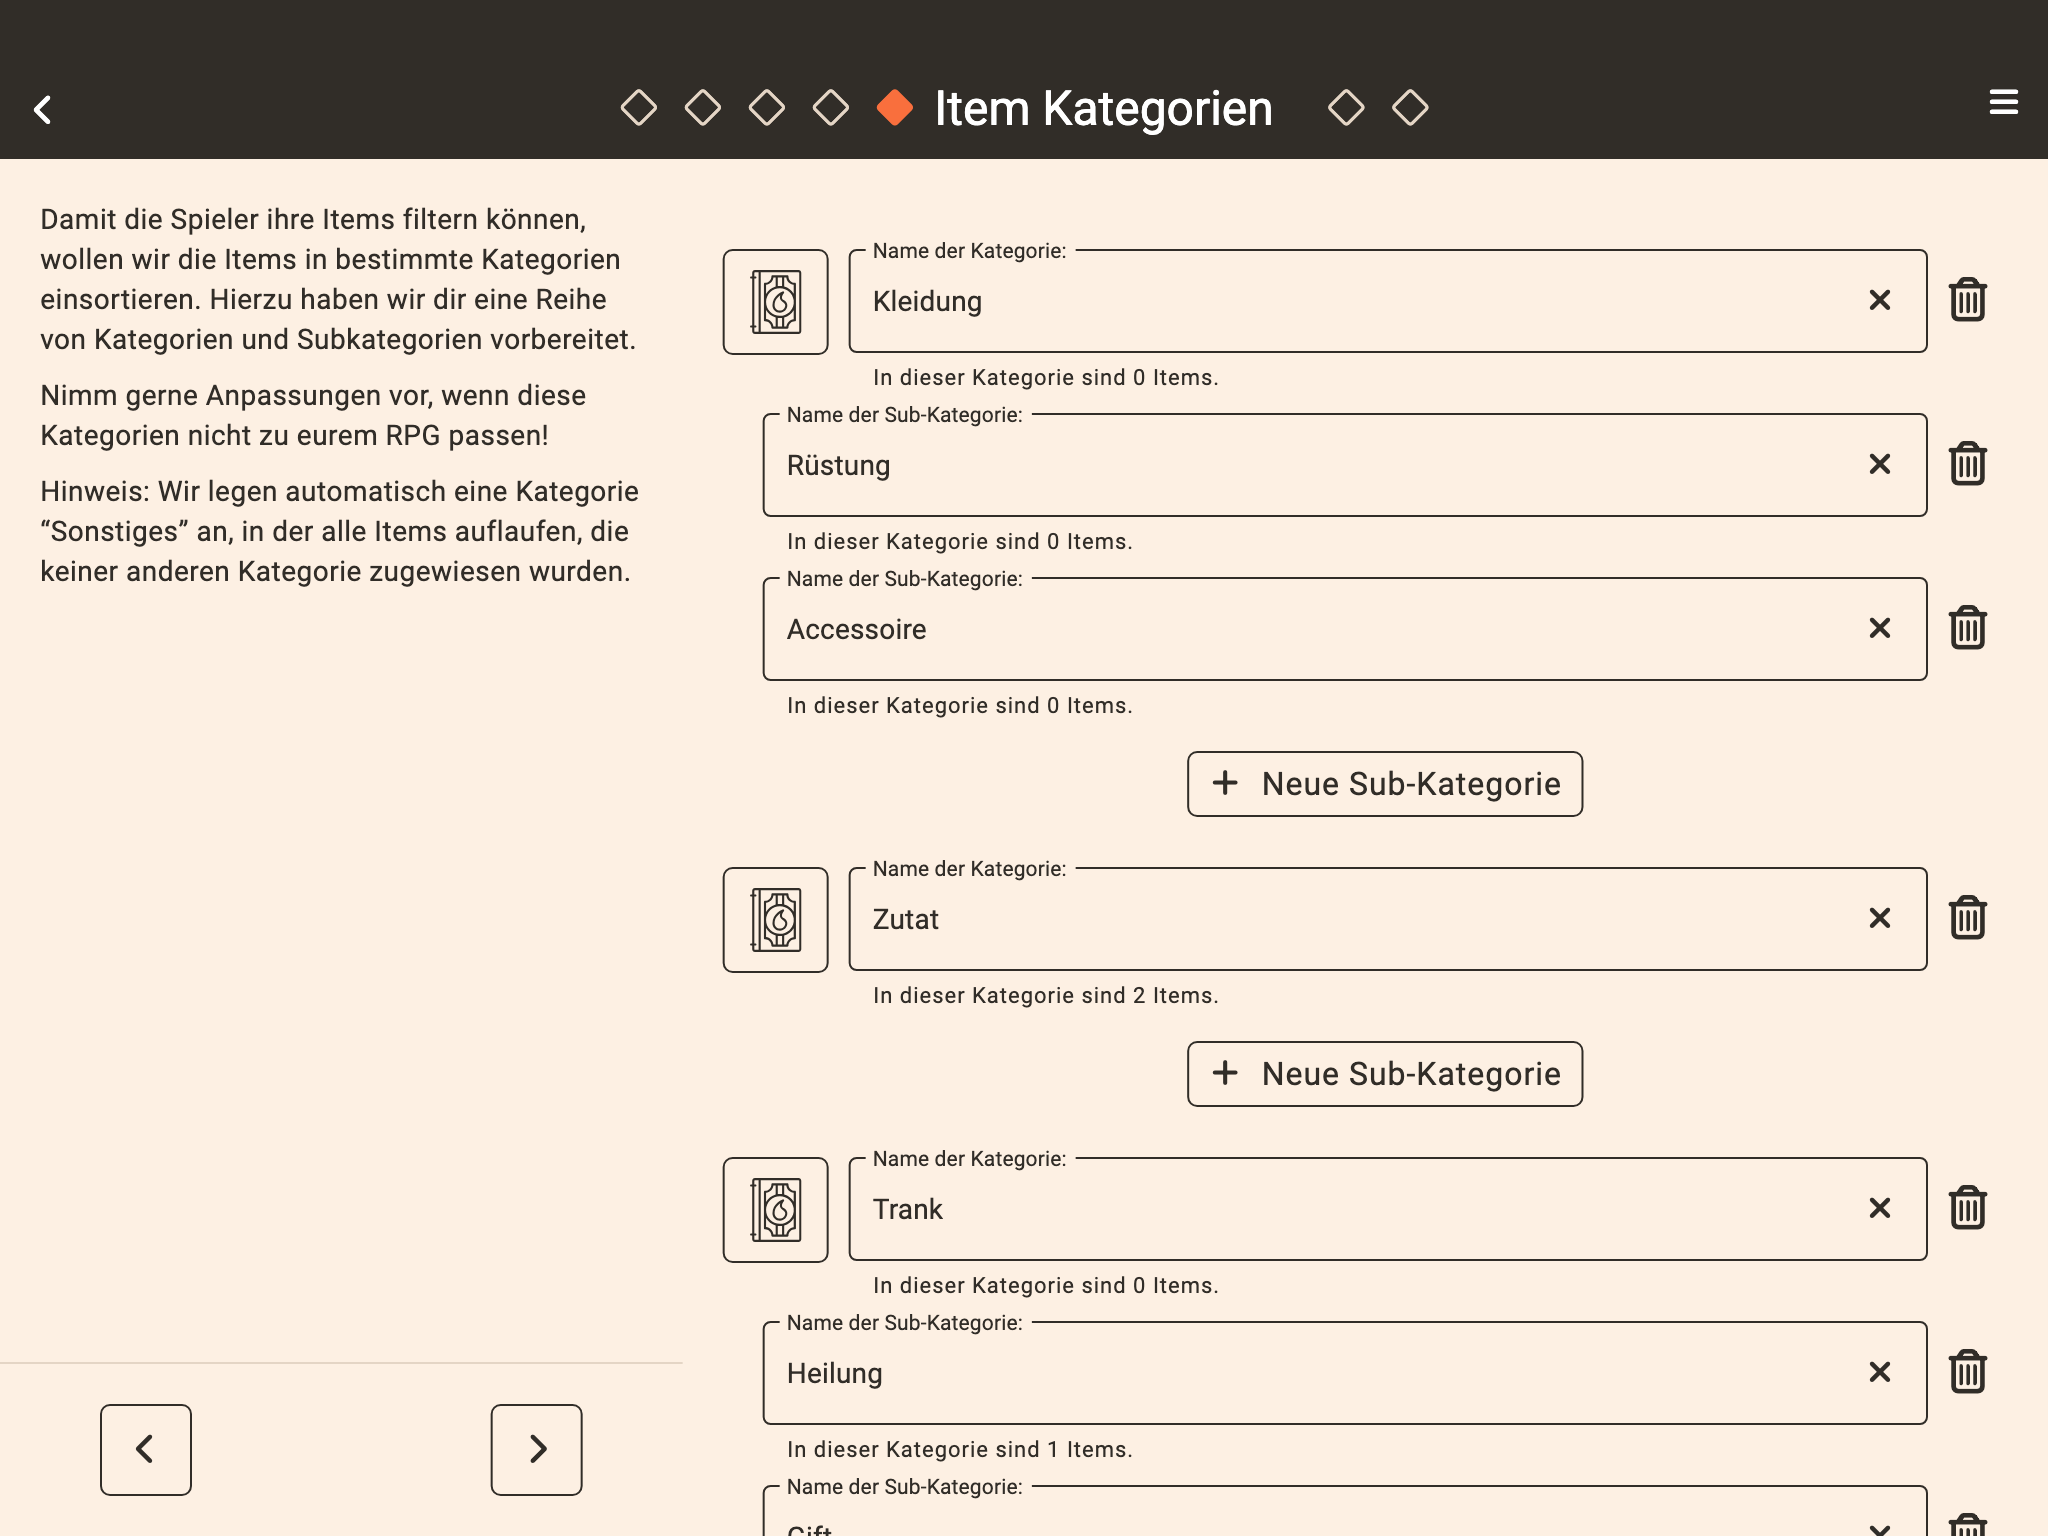 Item Kategorien
Damit die Spieler ihre Items filtern können,
wollen wir die Items in bestimmte Kategorien
einsortieren. Hierzu haben wir dir eine Reihe
von Kategorien und Subkategorien vorbereitet.
Nimm gerne Anpassungen vor, wenn diese
Kategorien nicht zu eurem RPG passen!
Hinweis: Wir legen automatisch eine Kategorie
“Sonstiges” an, in der alle Items auflaufen, die
keiner anderen Kategorie zugewiesen wurden.
Name der Kategorie:
Kleidung
In dieser Kategorie sind 0 Items.
Name der Sub-Kategorie:
Rüstung
In dieser Kategorie sind 0 Items.
Name der Sub-Kategorie:
Accessoire
In dieser Kategorie sind 0 Items.
+ Neue Sub-Kategorie
Name der Kategorie:
Zutat
In dieser Kategorie sind 2 Items.
+ Neue Sub-Kategorie
Name der Kategorie:
Trank
In dieser Kategorie sind 0 Items.
Name der Sub-Kategorie:
Heilung
In dieser Kategorie sind 1 Items.
Name der Sub-Kategorie:
Gift